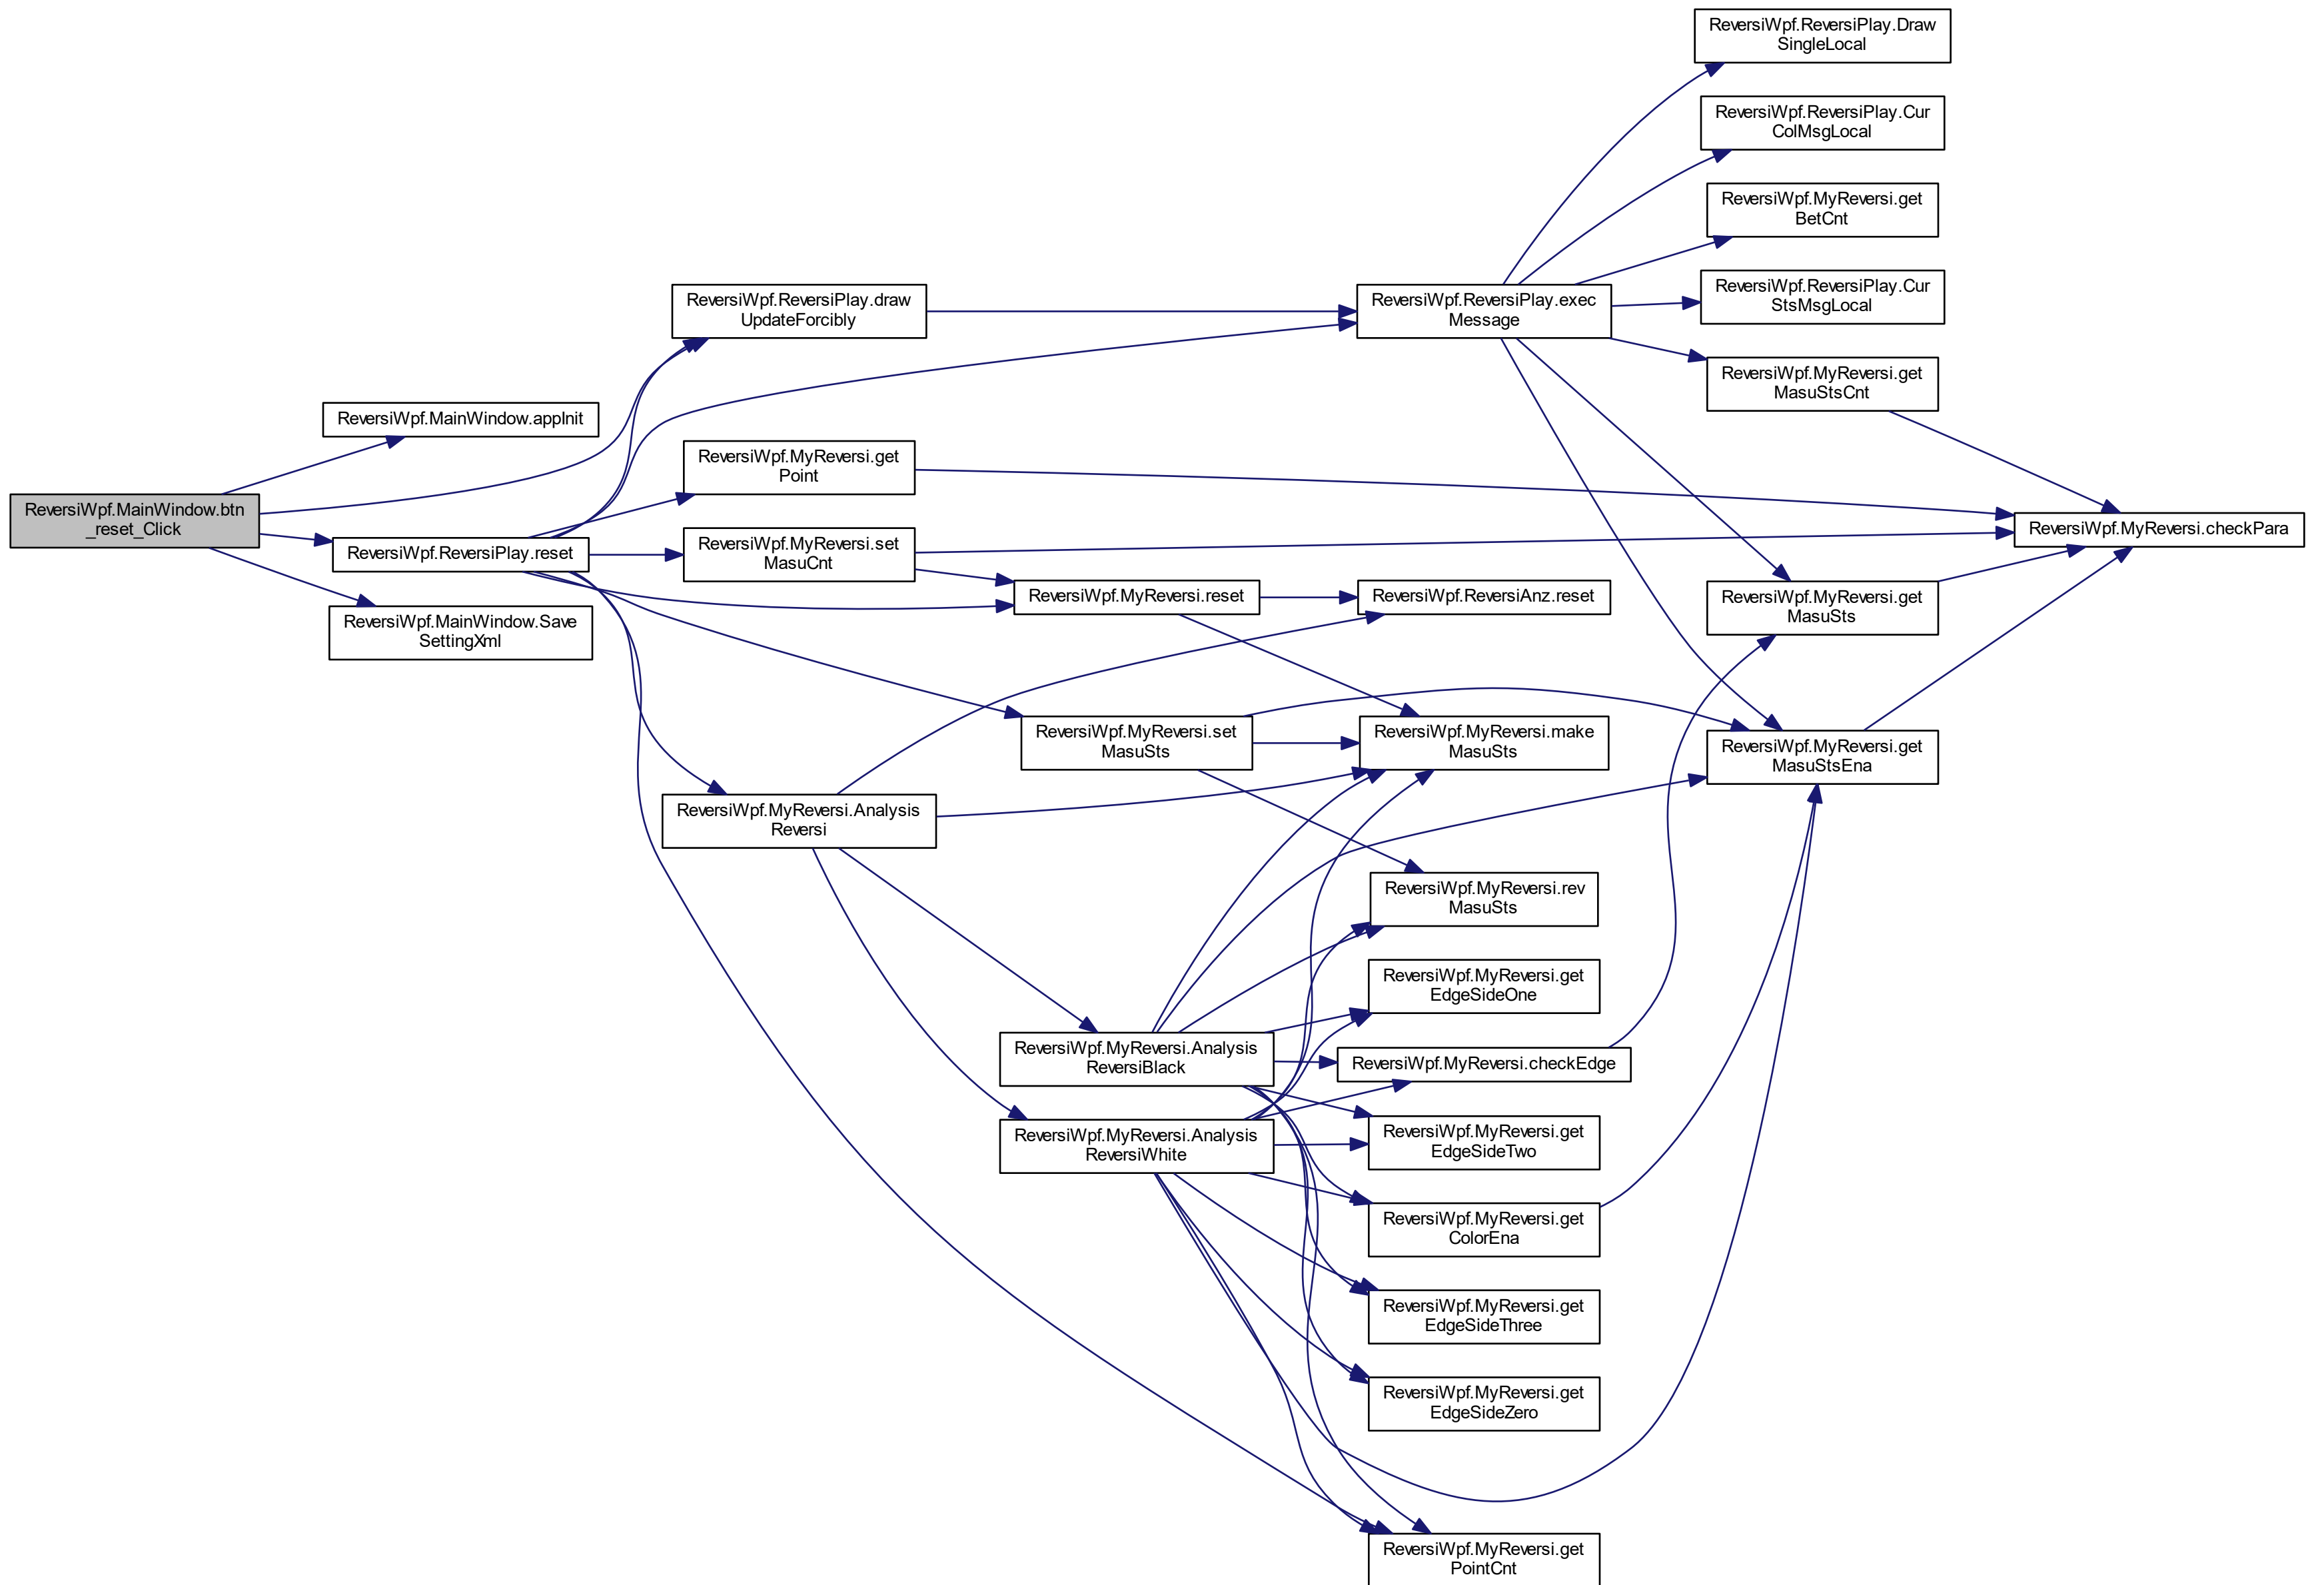 ReversiWpf.MainWindow.btn
_reset_Click
ReversiWpf.MainWindow.appInit
ReversiWpf.ReversiPlay.reset
ReversiWpf.MainWindow.Save
SettingXml
ReversiWpf.ReversiPlay.draw
UpdateForcibly
ReversiWpf.MyReversi.get
Point
ReversiWpf.MyReversi.set
MasuCnt
ReversiWpf.MyReversi.Analysis
Reversi
ReversiWpf.MyReversi.reset
ReversiWpf.MyReversi.set
MasuSts
ReversiWpf.MyReversi.Analysis
ReversiBlack
ReversiWpf.MyReversi.Analysis
ReversiWhite
ReversiWpf.ReversiPlay.exec
Message
ReversiWpf.ReversiAnz.reset
ReversiWpf.MyReversi.make
MasuSts
ReversiWpf.MyReversi.rev
MasuSts
ReversiWpf.MyReversi.get
EdgeSideOne
ReversiWpf.MyReversi.checkEdge
ReversiWpf.MyReversi.get
EdgeSideTwo
ReversiWpf.MyReversi.get
ColorEna
ReversiWpf.MyReversi.get
EdgeSideThree
ReversiWpf.MyReversi.get
EdgeSideZero
ReversiWpf.MyReversi.get
PointCnt
ReversiWpf.ReversiPlay.Draw
SingleLocal
ReversiWpf.ReversiPlay.Cur
ColMsgLocal
ReversiWpf.MyReversi.get
BetCnt
ReversiWpf.ReversiPlay.Cur
StsMsgLocal
ReversiWpf.MyReversi.get
MasuStsCnt
ReversiWpf.MyReversi.get
MasuSts
ReversiWpf.MyReversi.get
MasuStsEna
ReversiWpf.MyReversi.checkPara